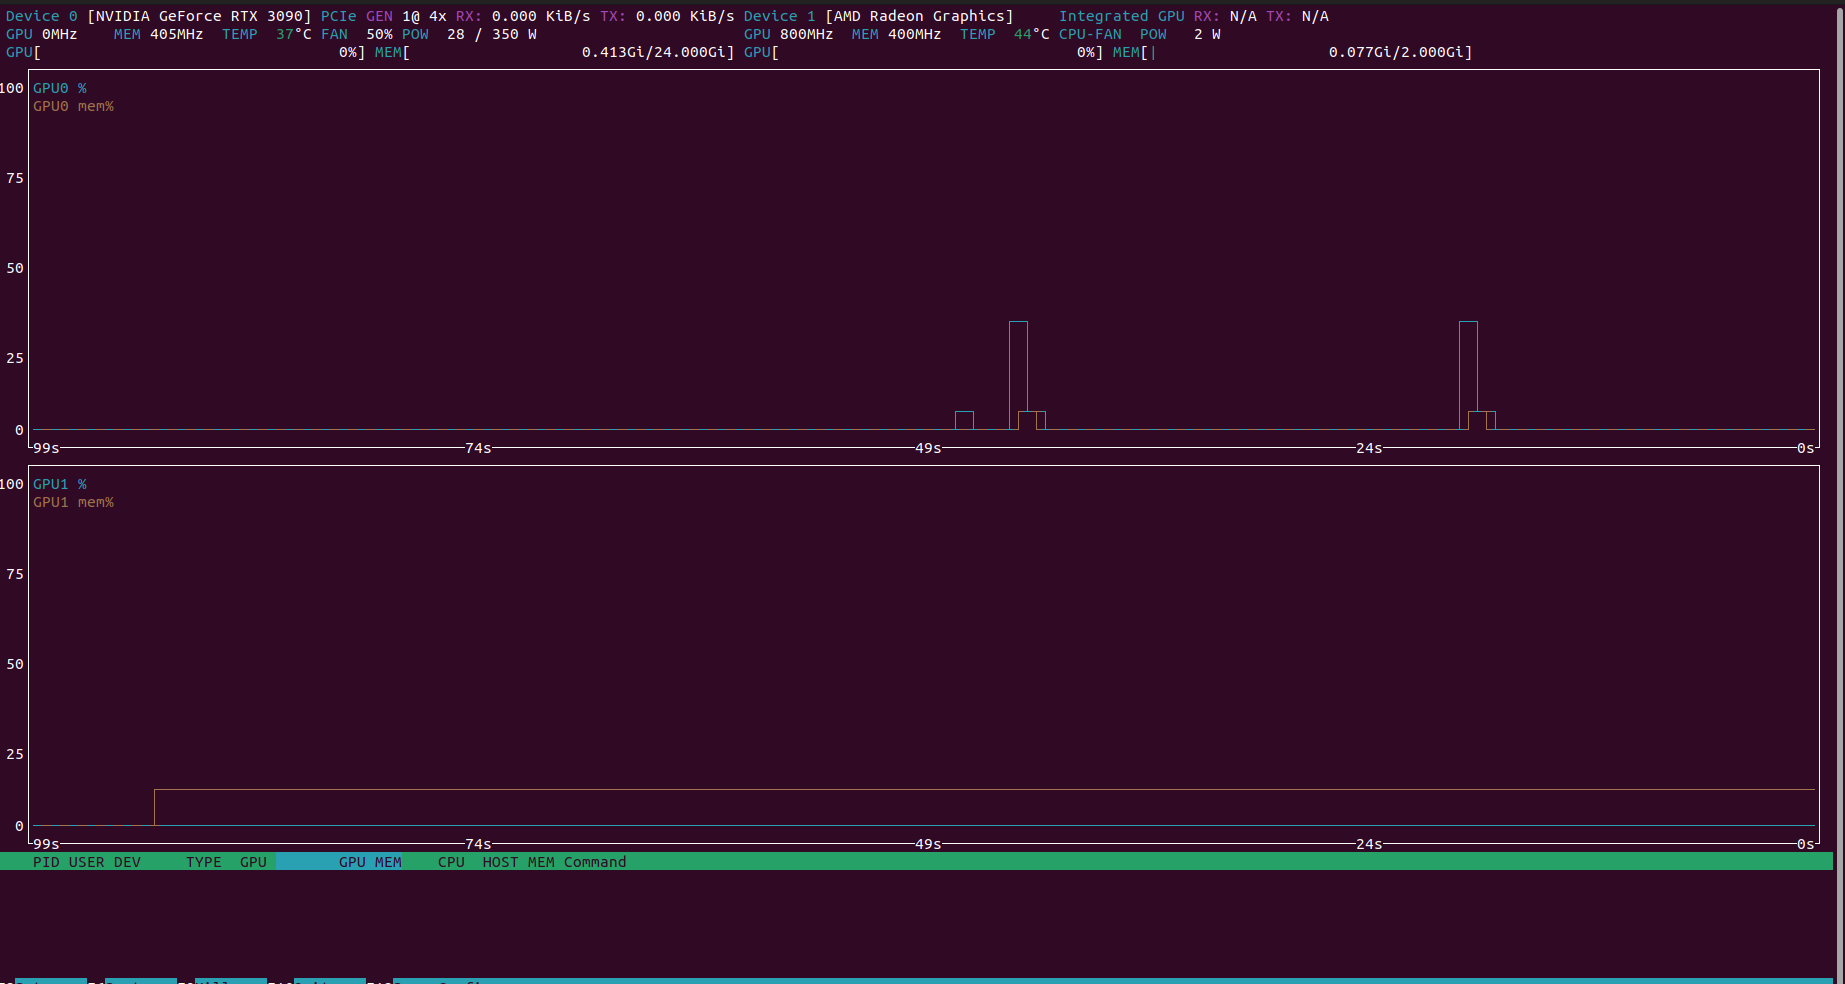 Device 0 [NVIDIA GeForce RTX 3090] PCIe GEN 1@ 4x RX: 0.000 KiB/s TX: 0.000 KiB/s Device 1 [AMD Radeon Graphics] Integrated GPU RX: N/A TX: N/A
GPU 0MHz MEM 405MHz TEMP 37°C FAN 50% POW 28 / 350 W GPU 800MHz MEM 400MHz TEMP 44°C CPU-FAN POW 2 W
GPU[ 0%] MEM[ 0.413Gi/24.000Gi] GPU[ 0%] MEM[| 0.077Gi/2.000Gi]
100 GPU0 %
GPU0 mem%
75
50
25
0
99s 74s 49s 24s 0s
100 GPU1 %
GPU1 mem%
75
50
25
0
99s 74s 49s 24s 0s
PID USER DEV TYPE GPU GPU MEM CPU HOST MEM Command